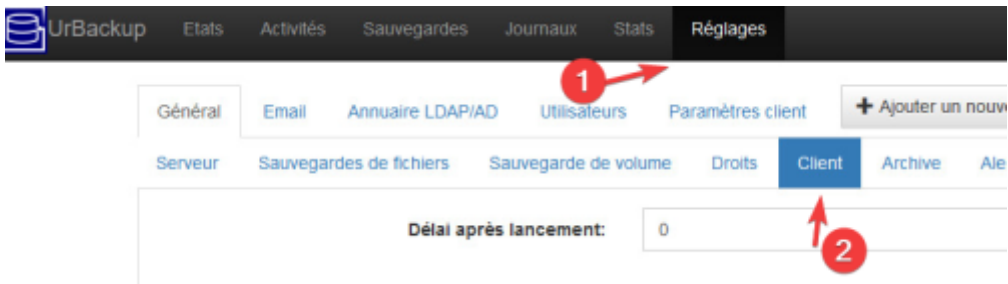 UrBackup Etats Activités Sauvegardes Journaux Stats Réglages
1
Général Email Annuaire LDAP/AD Utilisateurs Paramètres client + Ajouter un nouve
Serveur Sauvegardes de fichiers Sauvegarde de volume Droits Client Archive Ale
Délai après lancement: 0
2